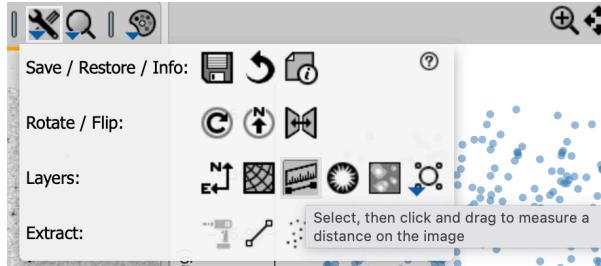 Save / Restore / Info:
?
Rotate / Flip:
N
Layers:
N
E
Extract:
Select, then click and drag to measure a
distance on the image